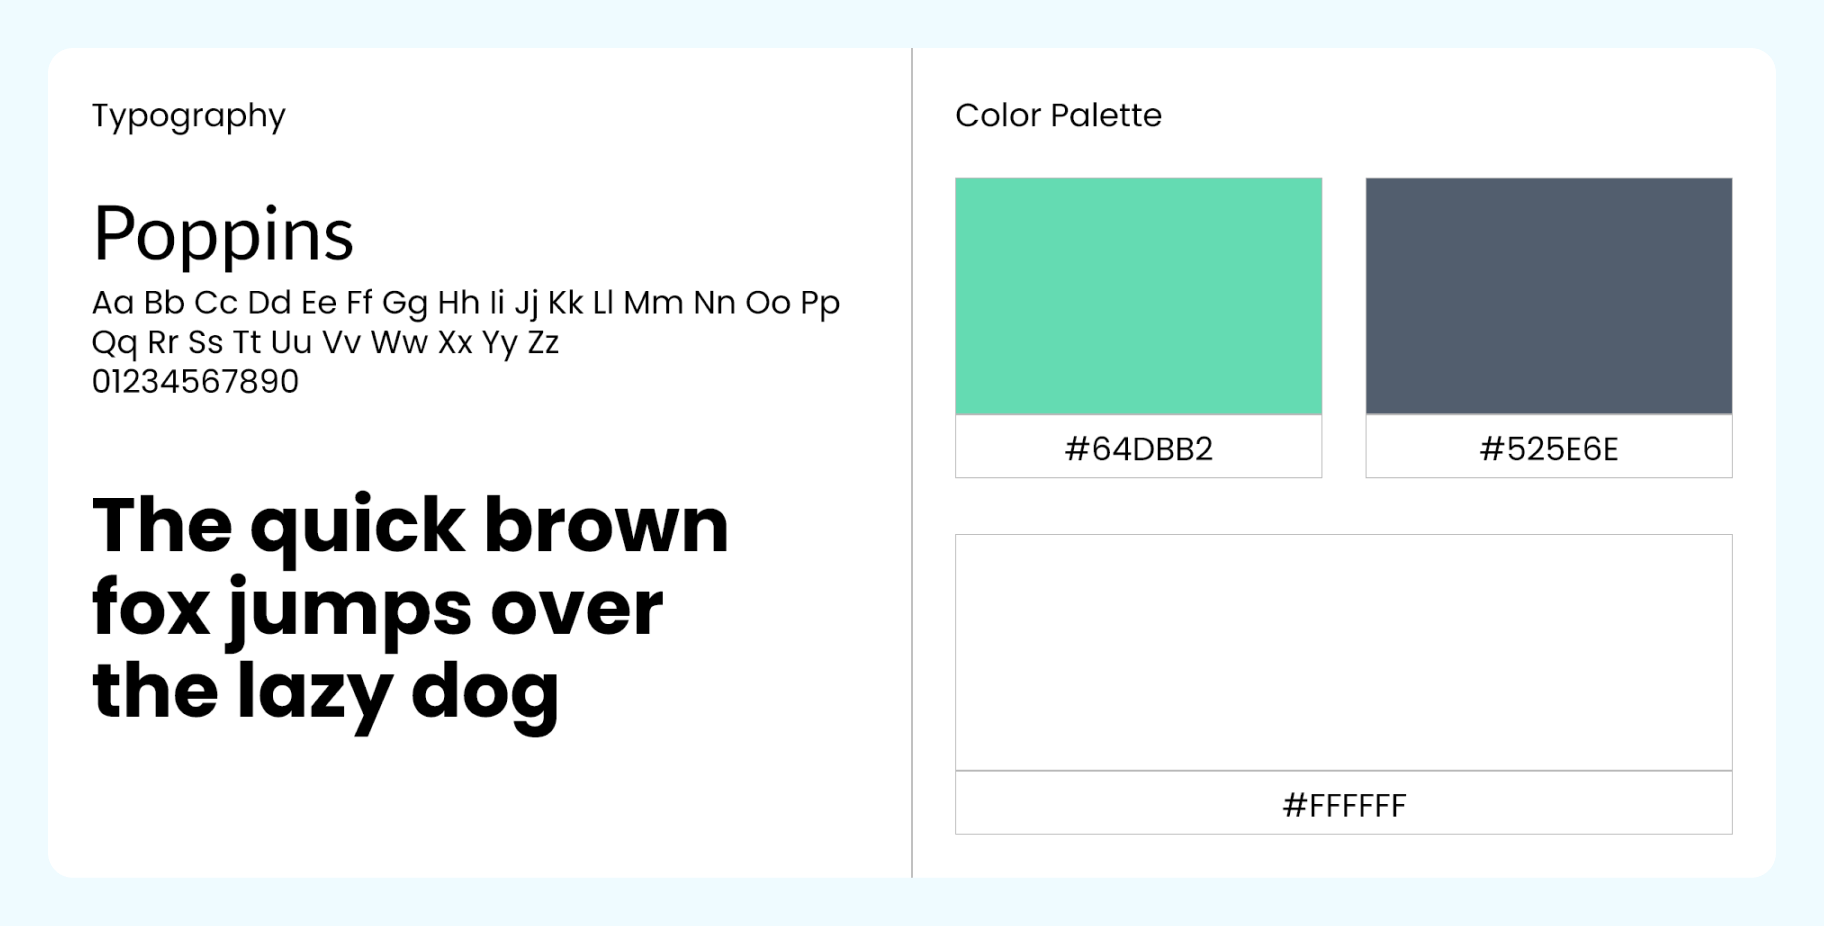 Typography
Poppins
Aa Bb Cc Dd Ee Ff Gg Hh Ii Jj Kk Ll Mm Nn Oo Pp
Qq Rr Ss Tt Uu Vv Ww Xx Yy Zz
01234567890
The quick brown
fox jumps over
the lazy dog
Color Palette
#64DBB2
#525E6E
#FFFFFF